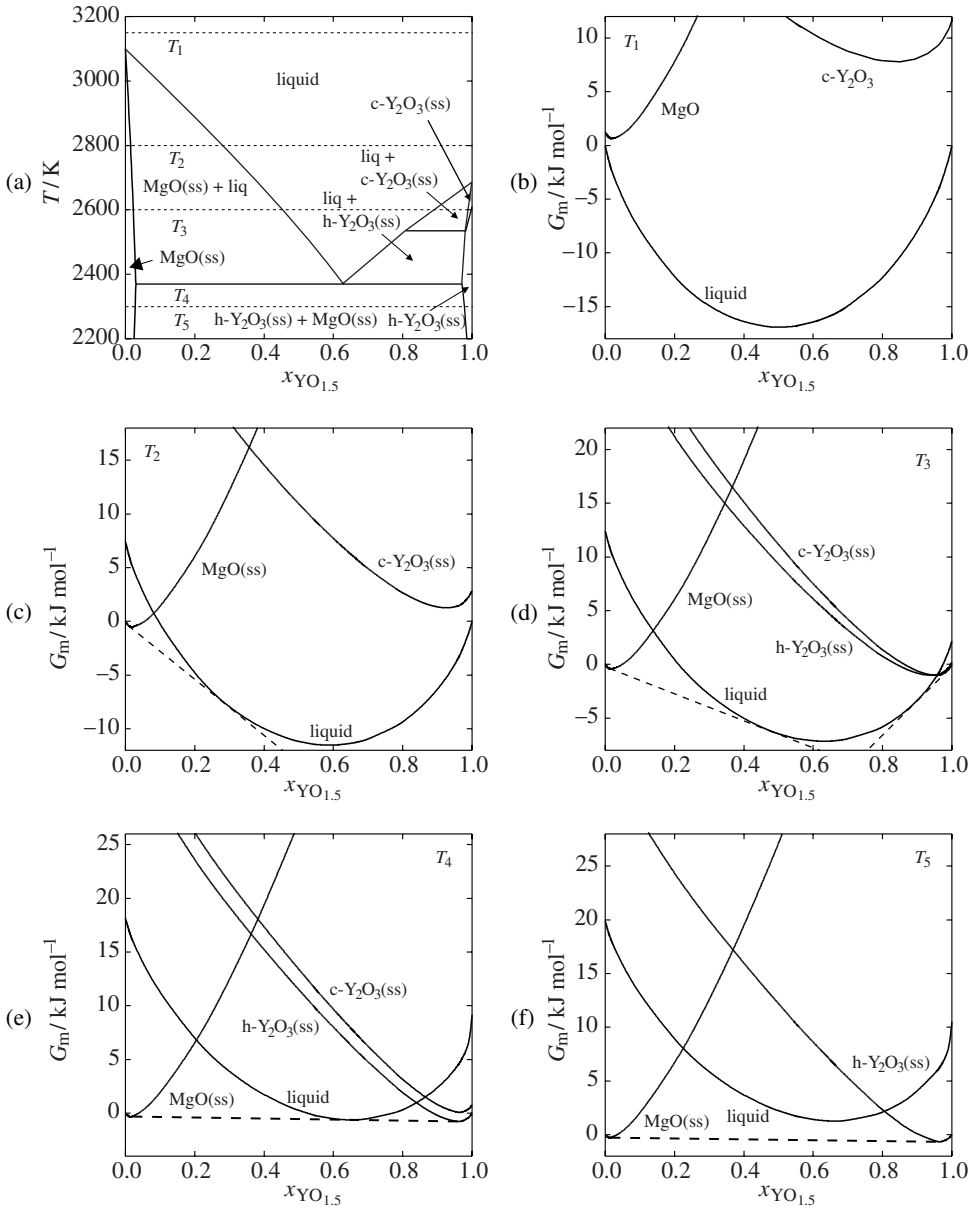 (a)
T / K
3200
3000
2800
2600
2400
2200
T₁
liquid
c-Y₂O₃(ss)
T₂
liq +
c-Y₂O₃(ss)
MgO(ss) + liq
liq +
h-Y₂O₃(ss)
T₃
MgO(ss)
T₄
T₅
h-Y₂O₃(ss) + MgO(ss)
h-Y₂O₃(ss)
0.0 0.2 0.4 0.6 0.8 1.0
x_YO₁.₅
(b)
Gₘ / kJ mol⁻¹
10
5
0
−5
−10
−15
T₁
c-Y₂O₃
MgO
liquid
0.0 0.2 0.4 0.6 0.8 1.0
x_YO₁.₅
(c)
Gₘ / kJ mol⁻¹
15
10
5
0
−5
−10
T₂
MgO(ss)
c-Y₂O₃(ss)
liquid
0.0 0.2 0.4 0.6 0.8 1.0
x_YO₁.₅
(d)
Gₘ / kJ mol⁻¹
20
15
10
5
0
−5
T₃
c-Y₂O₃(ss)
MgO(ss)
h-Y₂O₃(ss)
liquid
0.0 0.2 0.4 0.6 0.8 1.0
x_YO₁.₅
(e)
Gₘ / kJ mol⁻¹
25
20
15
10
5
0
T₄
c-Y₂O₃(ss)
h-Y₂O₃(ss)
liquid
MgO(ss)
0.0 0.2 0.4 0.6 0.8 1.0
x_YO₁.₅
(f)
Gₘ / kJ mol⁻¹
25
20
15
10
5
0
T₅
h-Y₂O₃(ss)
liquid
MgO(ss)
0.0 0.2 0.4 0.6 0.8 1.0
x_YO₁.₅